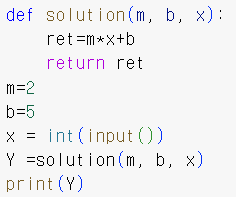 def solution(m, b, x):
    ret=m*x+b
    return ret
m=2
b=5
x = int(input())
Y =solution(m, b, x)
print(Y)